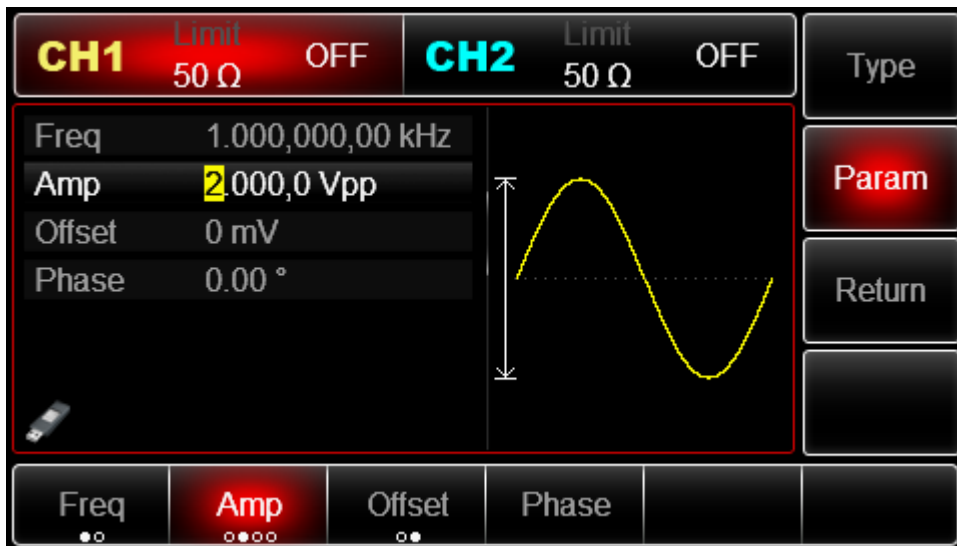 CH1 Limit 50 Ω OFF CH2 Limit 50 Ω OFF
Type
Freq 1.000,000,00 kHz
Amp 2.000,0 Vpp
Offset 0 mV
Phase 0.00 °
Param
Return
Freq Amp Offset Phase